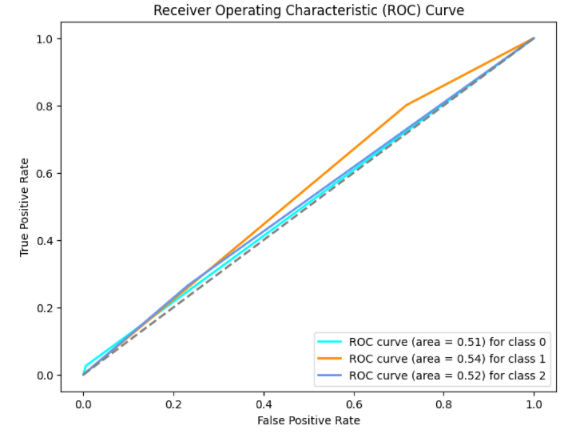 Receiver Operating Characteristic (ROC) Curve
1.0
0.8
0.6
0.4
0.2
0.0
True Positive Rate
ROC curve (area = 0.51) for class 0
ROC curve (area = 0.54) for class 1
ROC curve (area = 0.52) for class 2
0.0 0.2 0.4 0.6 0.8 1.0
False Positive Rate